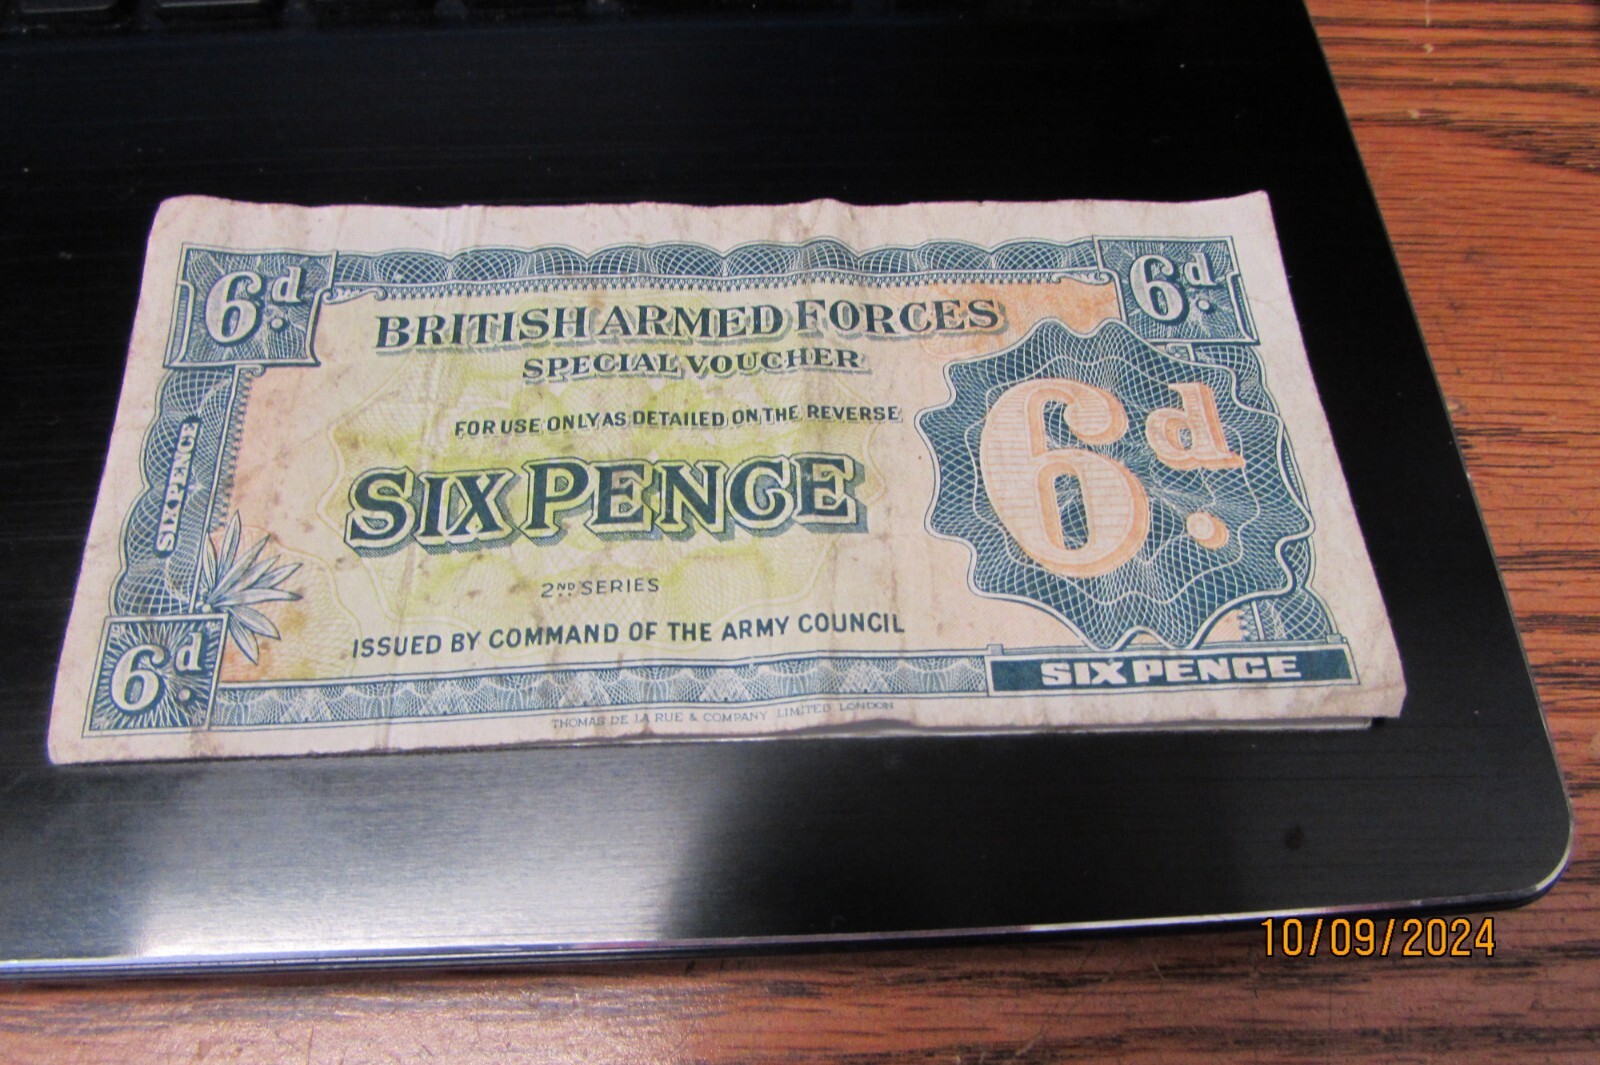 6d.
6d.
BRITISH ARMED FORCES
SPECIAL VOUCHER
FOR USE ONLY AS DETAILED ON THE REVERSE
6d.
SIXPENCE
SIX PENCE
2ND SERIES
ISSUED BY COMMAND OF THE ARMY COUNCIL
6d.
SIXPENCE
THOMAS DE LA RUE & COMPANY LIMITED LONDON
10/09/2024